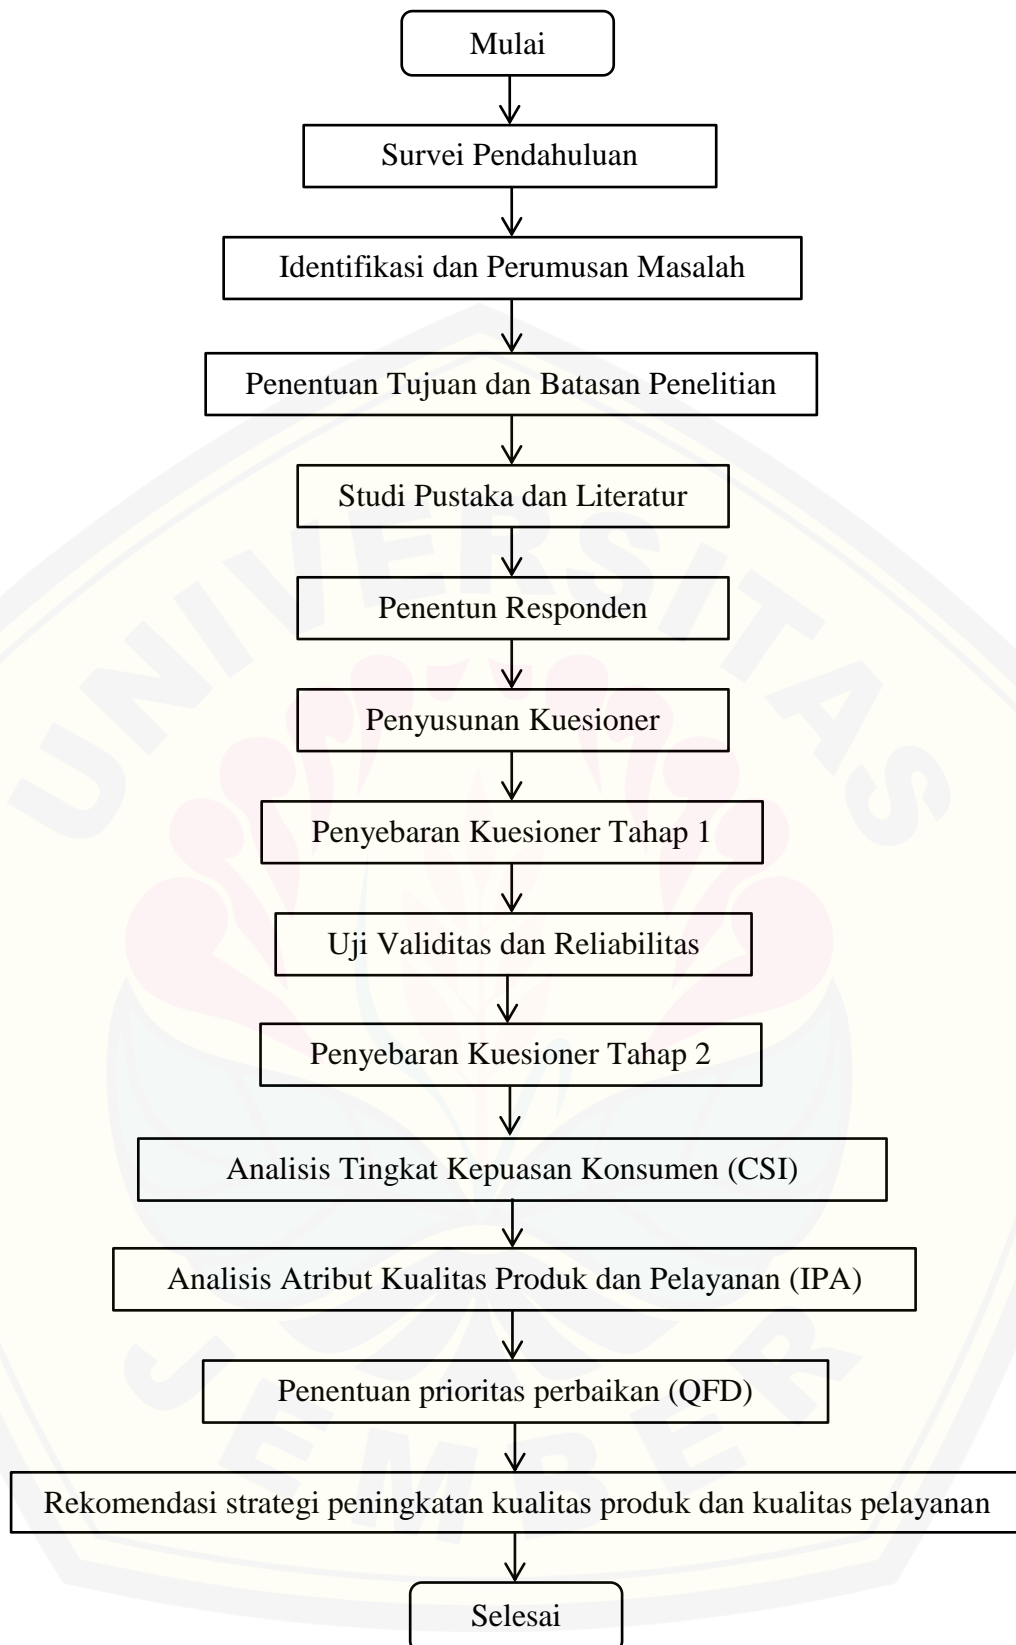 Mulai
Survei Pendahuluan
Identifikasi dan Perumusan Masalah
Penentuan Tujuan dan Batasan Penelitian
Studi Pustaka dan Literatur
Penentun Responden
Penyusunan Kuesioner
Penyebaran Kuesioner Tahap 1
Uji Validitas dan Reliabilitas
Penyebaran Kuesioner Tahap 2
Analisis Tingkat Kepuasan Konsumen (CSI)
Analisis Atribut Kualitas Produk dan Pelayanan (IPA)
Penentuan prioritas perbaikan (QFD)
Rekomendasi strategi peningkatan kualitas produk dan kualitas pelayanan
Selesai
UNIVERSITAS
JEMBER